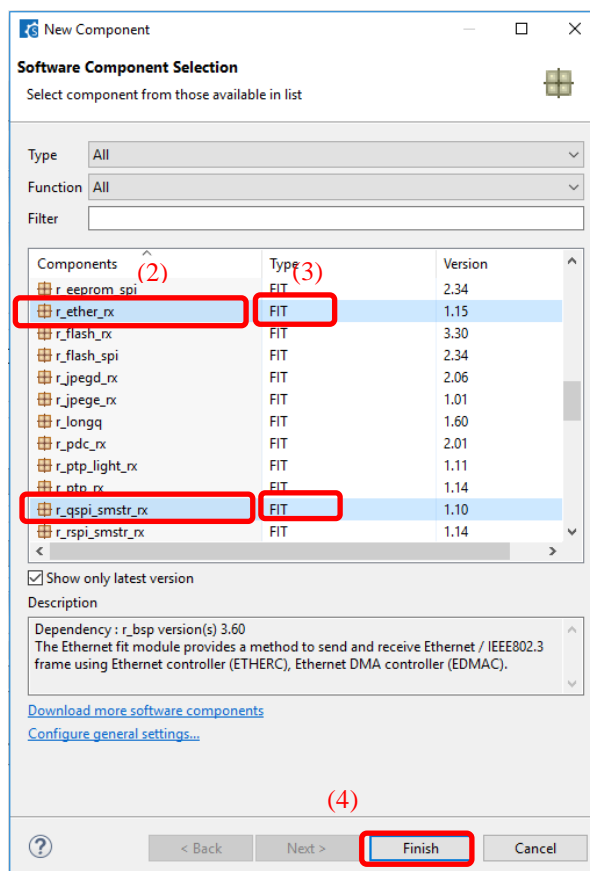 New Component
Software Component Selection
Select component from those available in list
Type All
Function All
Filter
Components Type Version
(2) (3)
r_eeprom_spi FIT 2.34
r_ether_rx FIT 1.15
r_flash_rx FIT 3.30
r_flash_spi FIT 2.34
r_jpegd_rx FIT 2.06
r_jpege_rx FIT 1.01
r_longq FIT 1.60
r_pdc_rx FIT 2.01
r_ptp_light_rx FIT 1.11
r_ptp_rx FIT 1.14
r_qspi_smstr_rx FIT 1.10
r_rspi_smstr_rx FIT 1.14
Show only latest version
Description
Dependency : r_bsp version(s) 3.60
The Ethernet fit module provides a method to send and receive Ethernet / IEEE802.3
frame using Ethernet controller (ETHERC), Ethernet DMA controller (EDMAC).
Download more software components
Configure general settings...
(4)
? < Back Next > Finish Cancel